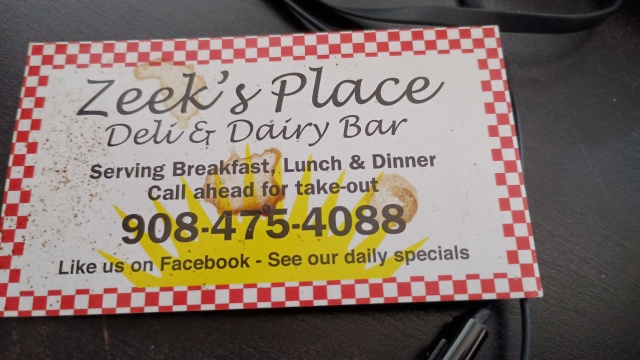 Zeek's Place
Deli & Dairy Bar
Serving Breakfast, Lunch & Dinner
Call ahead for take-out
908-475-4088
Like us on Facebook - See our daily specials